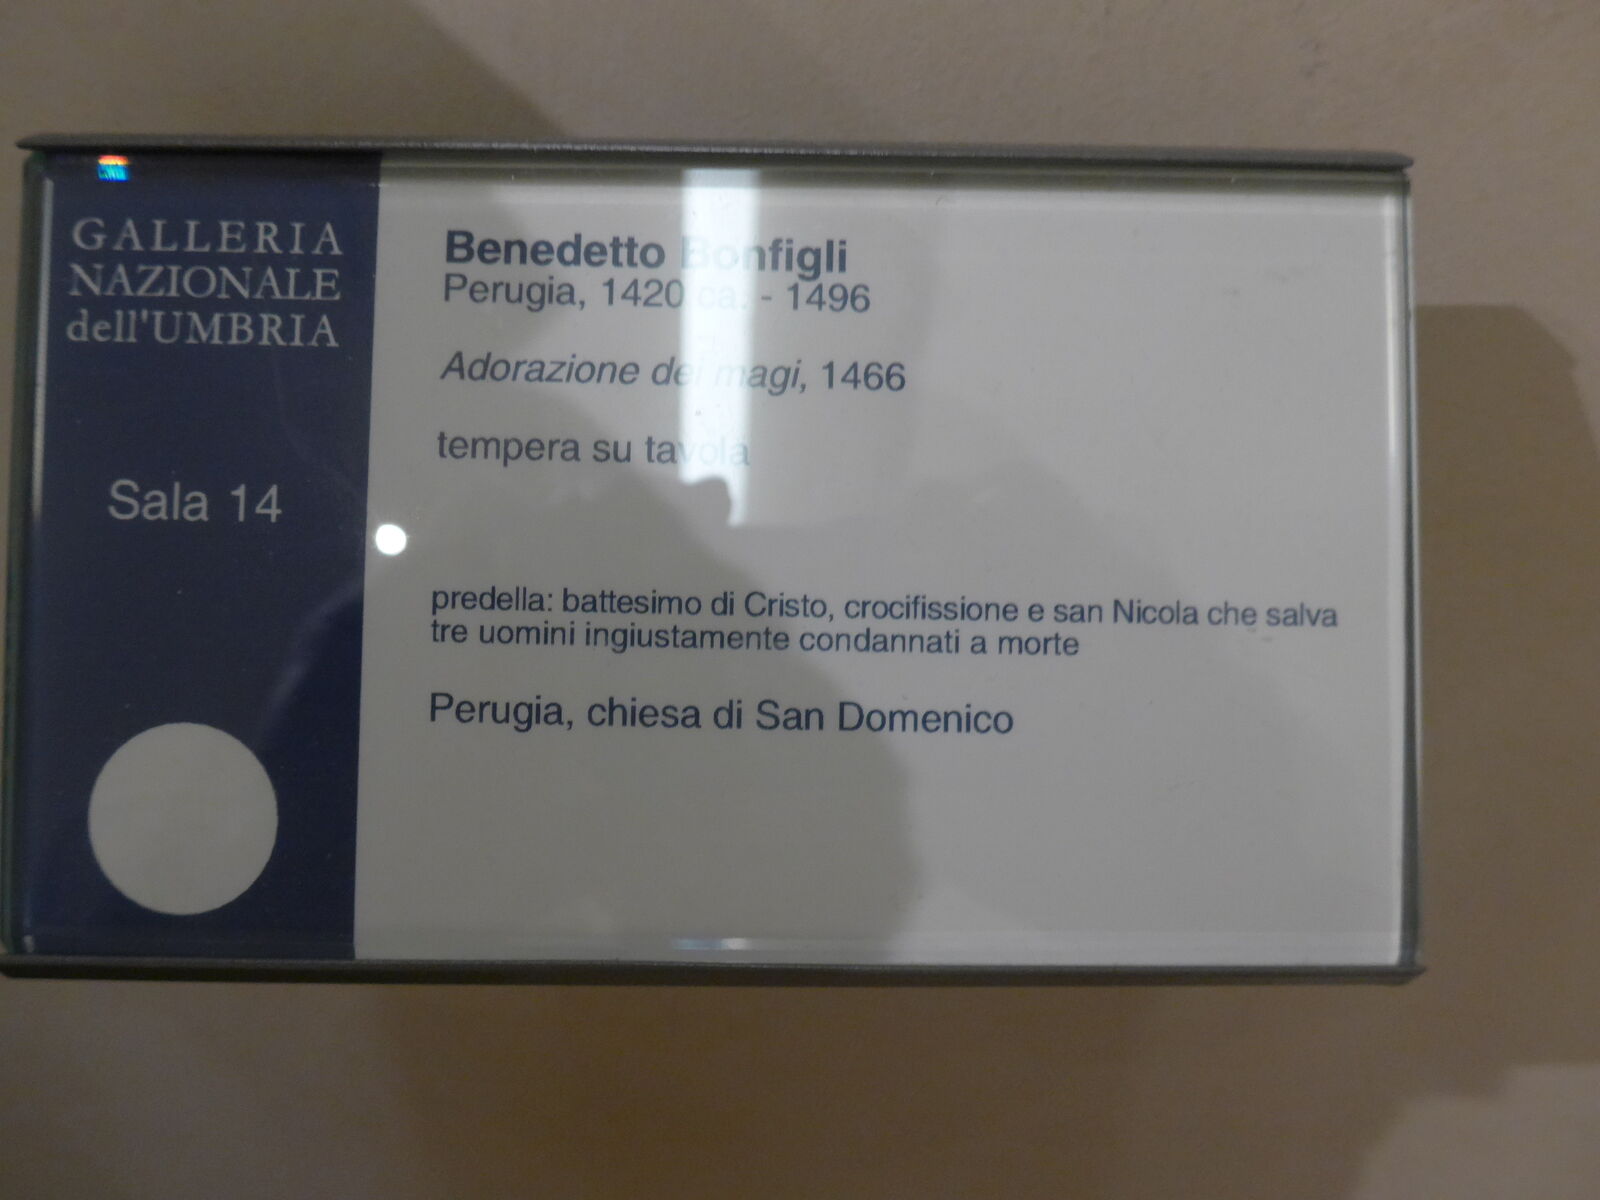 GALLERIA
NAZIONALE
dell'UMBRIA
Sala 14
Benedetto Bonfigli
Perugia, 1420 ca. - 1496
Adorazione dei magi, 1466
tempera su tavola
predella: battesimo di Cristo, crocifissione e san Nicola che salva
tre uomini ingiustamente condannati a morte
Perugia, chiesa di San Domenico